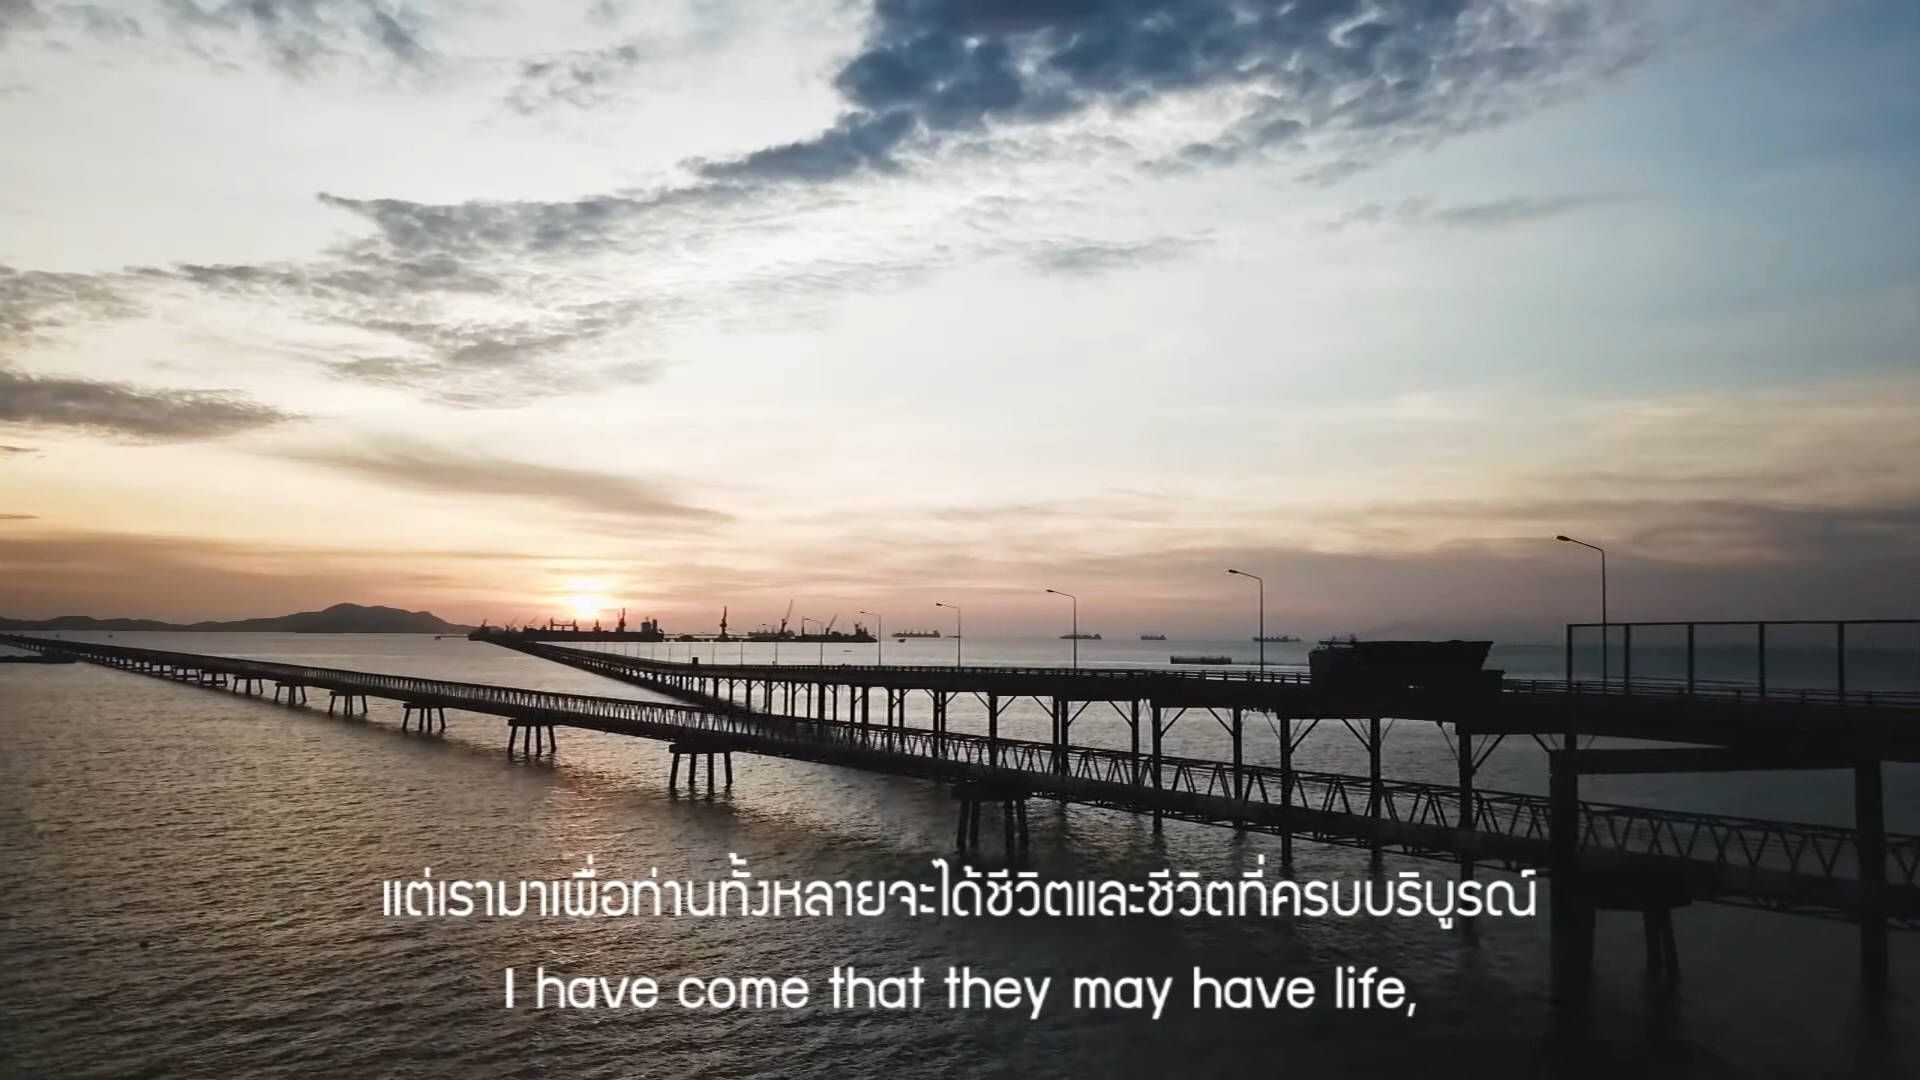 แต่เรามาเพื่อท่านทั้งหลายจะได้ชีวิตและชีวิตที่ครบบริบูรณ์
I have come that they may have life,